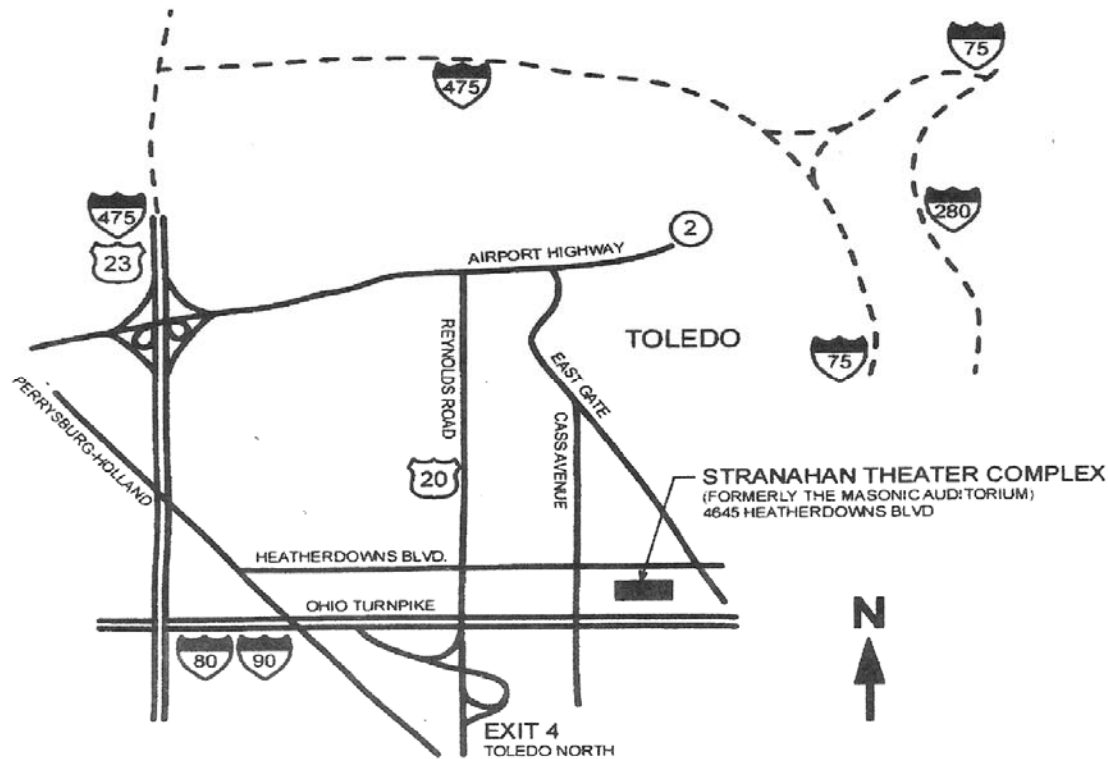 75
475
475
23
280
2
AIRPORT HIGHWAY
TOLEDO
75
REYNOLDS ROAD
EAST GATE
PERRYSBURG-HOLLAND
CASS AVENUE
20
STRANAHAN THEATER COMPLEX
(FORMERLY THE MASONIC AUDITORIUM)
4645 HEATHERDOWNS BLVD
HEATHERDOWNS BLVD.
OHIO TURNPIKE
N
80
90
EXIT 4
TOLEDO NORTH